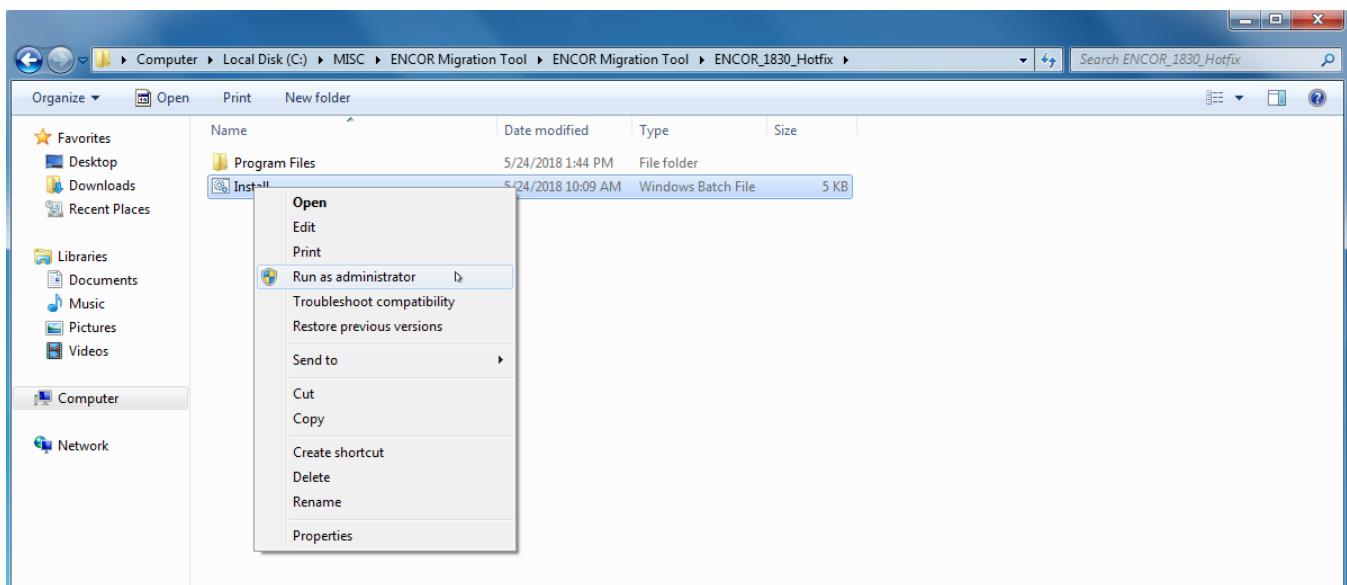 Computer Local Disk (C:) MISC ENCOR Migration Tool ENCOR Migration Tool ENCOR_1830_Hotfix
Search ENCOR_1830_Hotfix
Organize Open Print New folder
Favorites
Desktop
Downloads
Recent Places
Libraries
Documents
Music
Pictures
Videos
Computer
Network
Name Date modified Type Size
Program Files 5/24/2018 1:44 PM File folder
Install 5/24/2018 10:09 AM Windows Batch File 5 KB
Open
Edit
Print
Run as administrator
Troubleshoot compatibility
Restore previous versions
Send to
Cut
Copy
Create shortcut
Delete
Rename
Properties